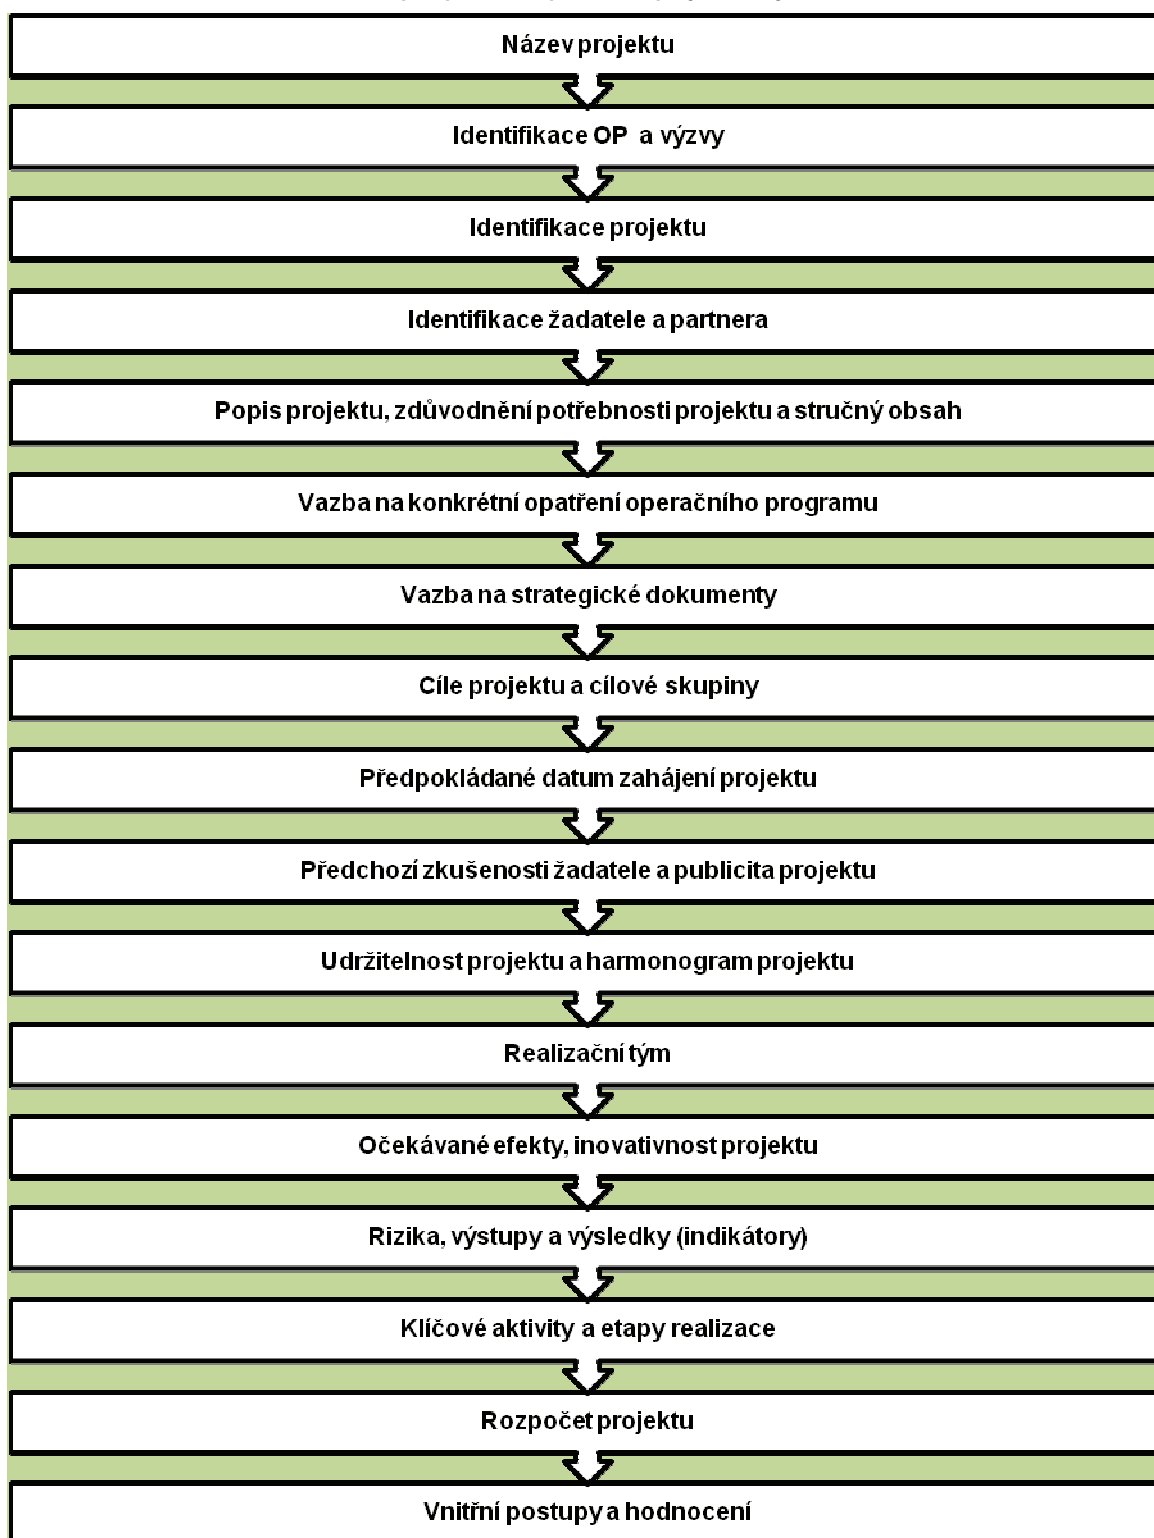 Název projektu
Identifikace OP a výzvy
Identifikace projektu
Identifikace žadatele a partnera
Popis projektu, zdůvodnění potřebnosti projektu a stručný obsah
Vazba na konkrétní opatření operačního programu
Vazba na strategické dokumenty
Cíle projektu a cílové skupiny
Předpokládané datum zahájení projektu
Předchozí zkušenosti žadatele a publicita projektu
Udržitelnost projektu a harmonogram projektu
Realizační tým
Očekávané efekty, inovativnost projektu
Rizika, výstupy a výsledky (indikátory)
Klíčové aktivity a etapy realizace
Rozpočet projektu
Vnitřní postupy a hodnocení